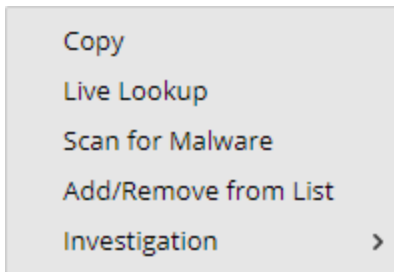 Copy
Live Lookup
Scan for Malware
Add/Remove from List
Investigation